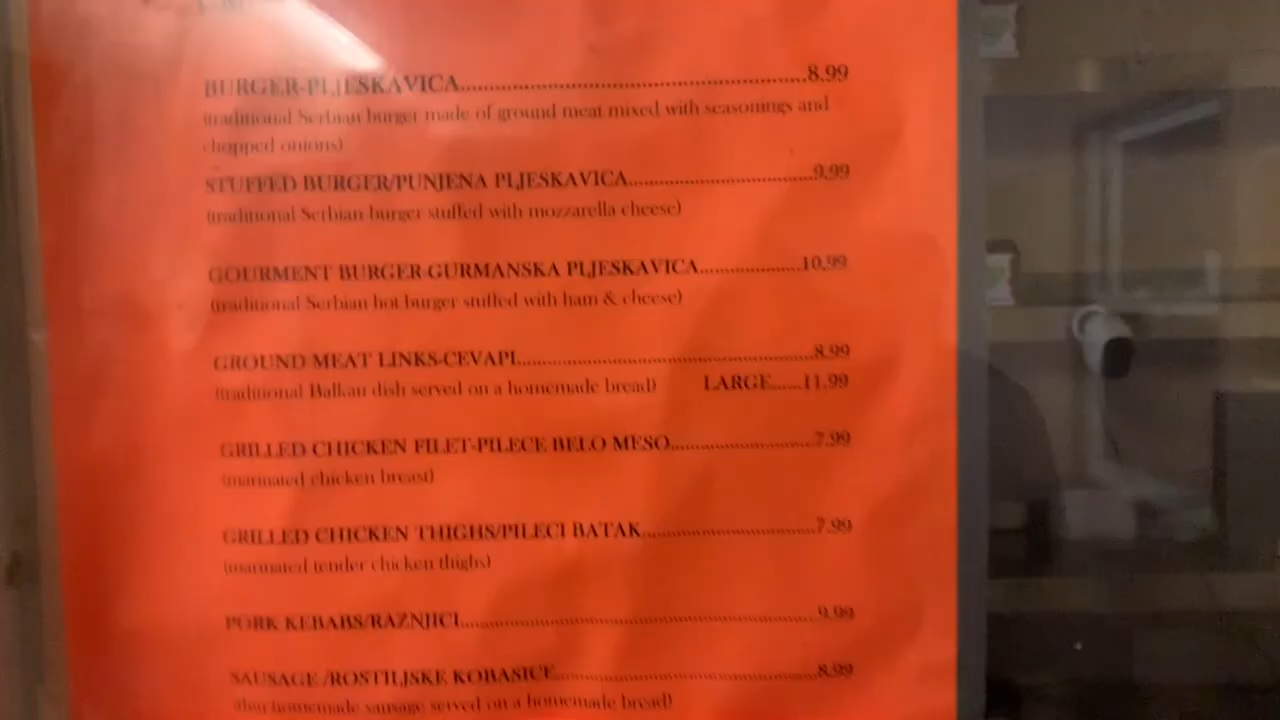 BURGER-PLJESKAVICA..........8.99
(traditional Serbian burger made of ground meat mixed with seasonings and
chopped onions)
STUFFED BURGER/PUNJENA PLJESKAVICA..........9.99
(traditional Serbian burger stuffed with mozzarella cheese)
GOURMENT BURGER-GURMANSKA PLJESKAVICA..........10.99
(traditional Serbian hot burger stuffed with ham & cheese)
GROUND MEAT LINKS-CEVAPI..........8.99
(traditional Balkan dish served on a homemade bread) LARGE......11.99
GRILLED CHICKEN FILET-PILECE BELO MESO..........7.99
(marinated chicken breast)
GRILLED CHICKEN THIGHS/PILECI BATAK..........7.99
(marinated tender chicken thighs)
PORK KEBABS/RAZNJICI..........9.99
SAUSAGE /ROSTILJSKE KOBASICE..........8.99
homemade sausage served on a homemade bread)